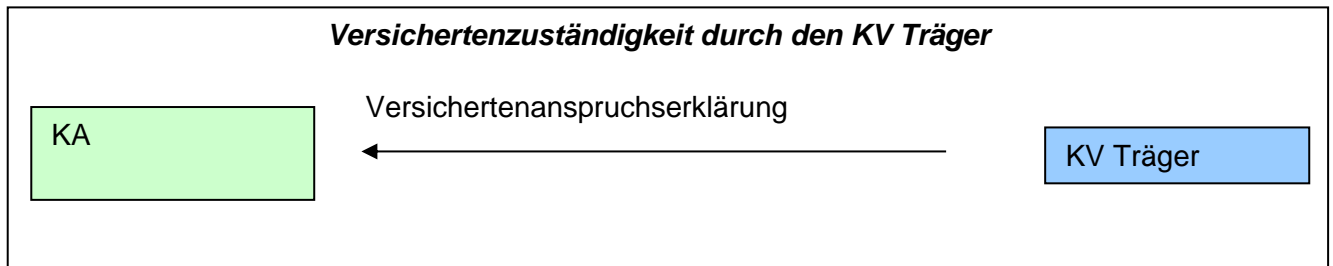 Versichertenzuständigkeit durch den KV Träger
Versichertenanspruchserklärung
KA
KV Träger